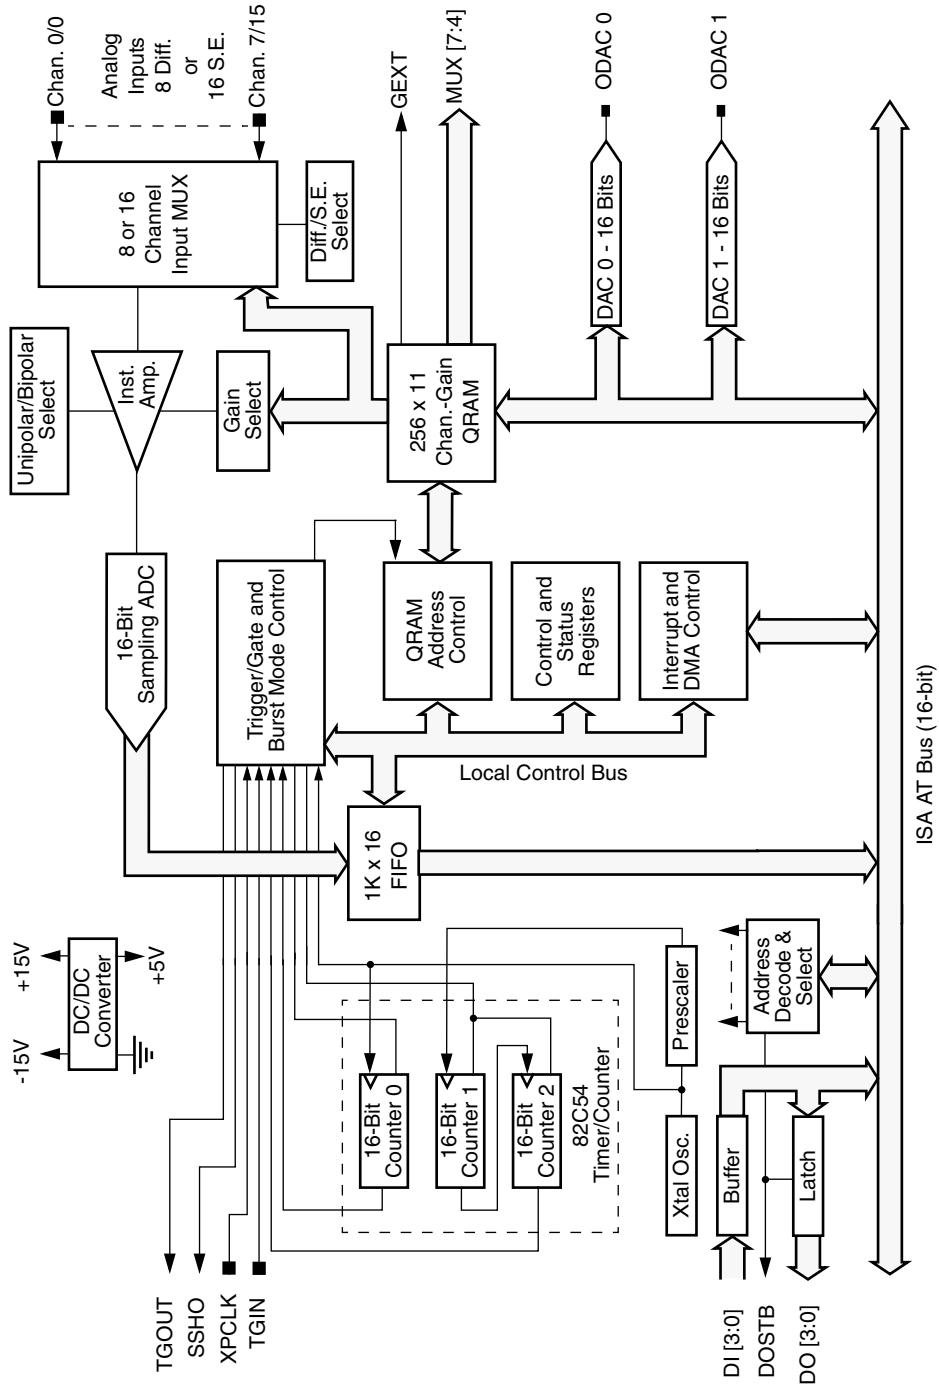 Chan. 0/0
Analog
Inputs
8 Diff.
or
16 S.E.
Chan. 7/15
GEXT
MUX [7:4]
ODAC 0
ODAC 1
8 or 16
Channel
Input MUX
Diff./S.E.
Select
DAC 0 - 16 Bits
DAC 1 - 16 Bits
Unipolar/Bipolar
Select
Inst.
Amp.
Gain
Select
256 x 11
Chan.-Gain
QRAM
16-Bit
Sampling ADC
Trigger/Gate and
Burst Mode Control
QRAM
Address
Control
Control and
Status
Registers
Interrupt and
DMA Control
Local Control Bus
ISA AT Bus (16-bit)
1K x 16
FIFO
+15V
-15V
+5V
DC/DC
Converter
16-Bit
Counter 0
16-Bit
Counter 1
16-Bit
Counter 2
82C54
Timer/Counter
Prescaler
Xtal Osc.
Address
Decode &
Select
Buffer
Latch
TGOUT
SSHO
XPCLK
TGIN
DI [3:0]
DOSTB
DO [3:0]